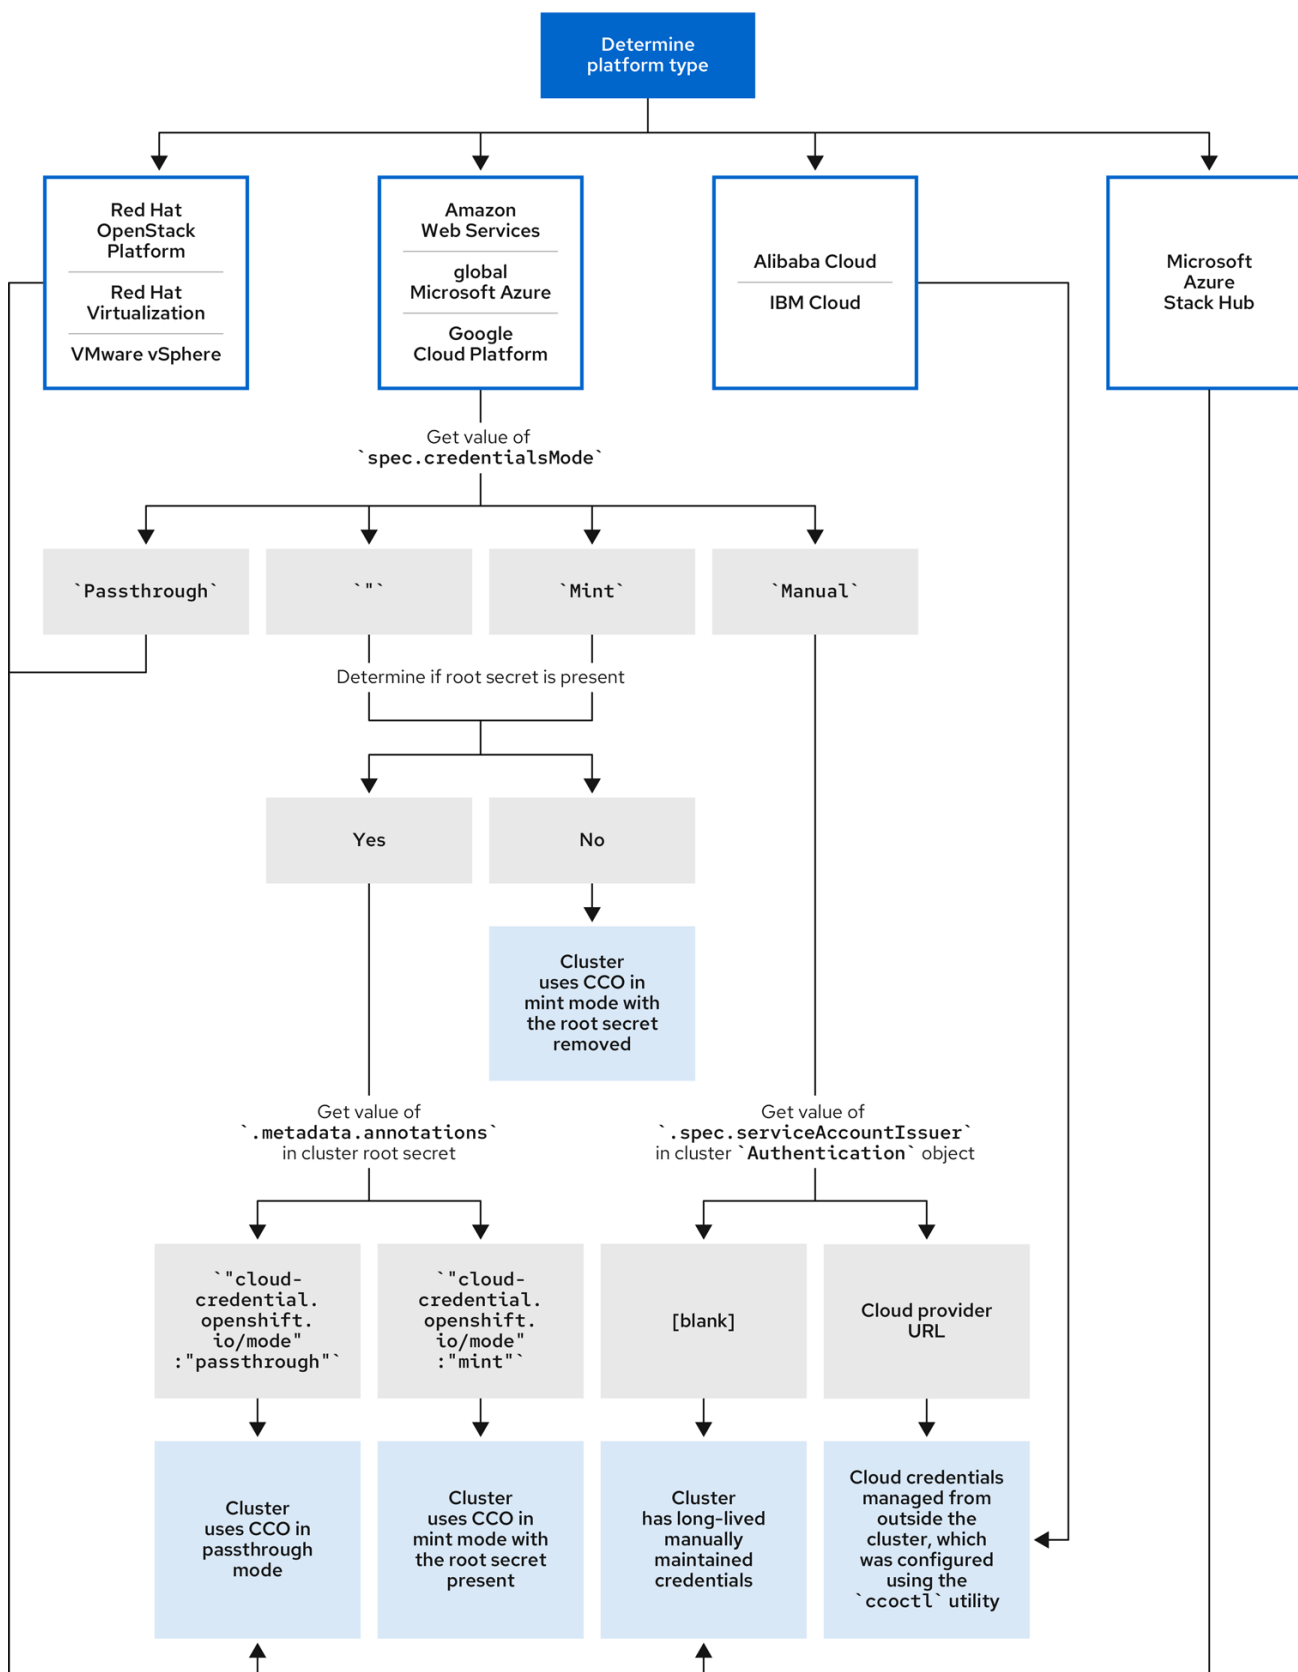 Determine
platform type
Red Hat
OpenStack
Platform
Red Hat
Virtualization
VMware vSphere
Amazon
Web Services
global
Microsoft Azure
Google
Cloud Platform
Alibaba Cloud
IBM Cloud
Microsoft
Azure
Stack Hub
Get value of
`spec.credentialsMode`
`Passthrough`
`"`
`Mint`
`Manual`
Determine if root secret is present
Yes
No
Cluster
uses CCO in
mint mode with
the root secret
removed
Get value of
`.metadata.annotations`
in cluster root secret
Get value of
`.spec.serviceAccountIssuer`
in cluster `Authentication` object
`"cloud-
credential.
openshift.
io/mode"
:"passthrough"`
`"cloud-
credential.
openshift.
io/mode"
:"mint"`
[blank]
Cloud provider
URL
Cluster
uses CCO in
passthrough
mode
Cluster
uses CCO in
mint mode with
the root secret
present
Cluster
has long-lived
manually
maintained
credentials
Cloud credentials
managed from
outside the
cluster, which
was configured
using the
`ccoctl` utility